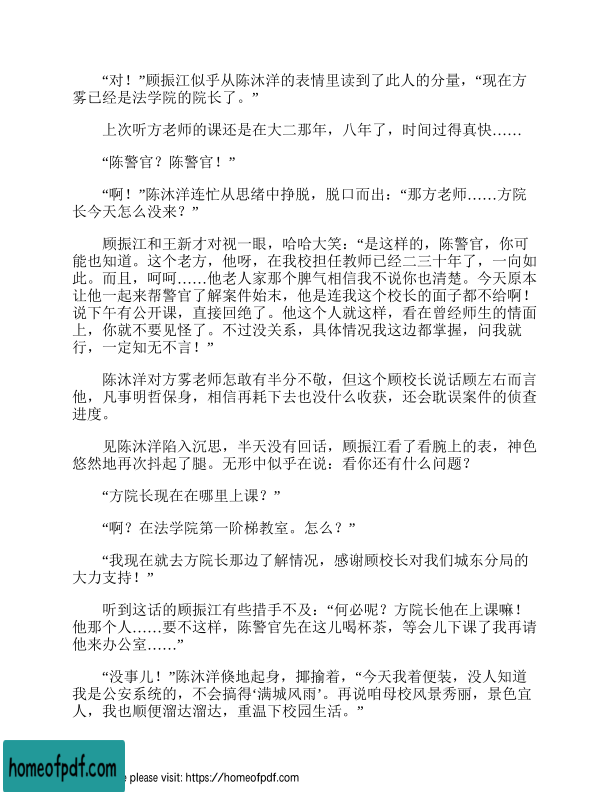 “对！”顾振江似乎从陈沐洋的表情里读到了此人的分量，“现在方
雾已经是法学院的院长了。”
上次听方老师的课还是在大二那年，八年了，时间过得真快……
“陈警官？陈警官！”
“啊！”陈沐洋连忙从思绪中挣脱，脱口而出：“那方老师……方院
长今天怎么没来？”
顾振江和王新才对视一眼，哈哈大笑：“是这样的，陈警官，你可
能也知道。这个老方，他呀，在我校担任教师已经二三十年了，一向如
此。而且，呵呵……他老人家那个脾气相信我不说你也清楚。今天原本
让他一起来帮警官了解案件始末，他是连我这个校长的面子都不给啊！
说下午有公开课，直接回绝了。他这个人就这样，看在曾经师生的情面
上，你就不要见怪了。不过没关系，具体情况我这边都掌握，问我就
行，一定知无不言！”
陈沐洋对方雾老师怎敢有半分不敬，但这个顾校长说话顾左右而言
他，凡事明哲保身，相信再耗下去也没什么收获，还会耽误案件的侦查
进度。
见陈沐洋陷入沉思，半天没有回话，顾振江看了看腕上的表，神色
悠然地再次抖起了腿。无形中似乎在说：看你还有什么问题？
“方院长现在在哪里上课？”
“啊？在法学院第一阶梯教室。怎么？”
“我现在就去方院长那边了解情况，感谢顾校长对我们城东分局的
大力支持！”
听到这话的顾振江有些措手不及：“何必呢？方院长他在上课嘛！
他那个人……要不这样，陈警官先在这儿喝杯茶，等会儿下课了我再请
他来办公室……”
“没事儿！”陈沐洋倏地起身，揶揄着，“今天我着便装，没人知道
我是公安系统的，不会搞得‘满城风雨’。再说咱母校风景秀丽，景色宜
人，我也顺便溜达溜达，重温下校园生活。”
homeofpdf.com
e please visit: https://homeofpdf.com